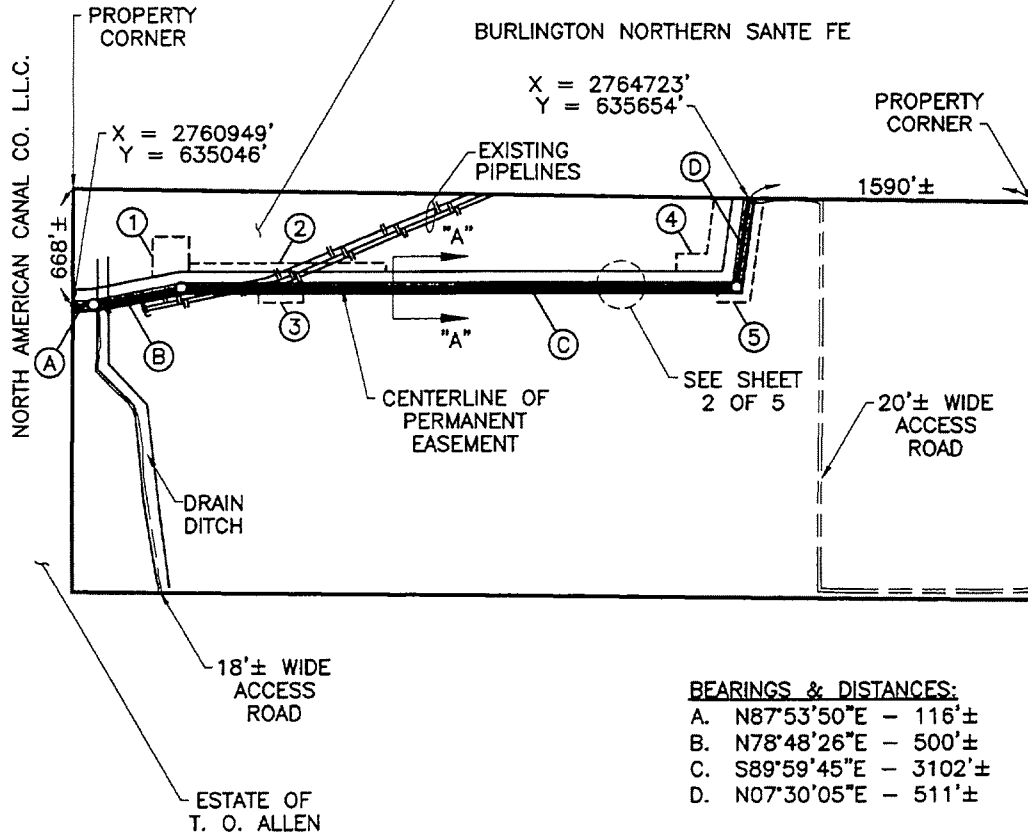 PROPERTY
CORNER
BURLINGTON NORTHERN SANTE FE
NORTH AMERICAN CANAL CO. L.L.C.
X = 2760949'
Y = 635046'
X = 2764723'
Y = 635654'
PROPERTY
CORNER
EXISTING
PIPELINES
D
1590'±
668'±
1
2
"A"
4
3
"A"
5
A
B
C
CENTERLINE OF
PERMANENT
EASEMENT
SEE SHEET
2 OF 5
20'± WIDE
ACCESS
ROAD
DRAIN
DITCH
18'± WIDE
ACCESS
ROAD
ESTATE OF
T. O. ALLEN
BEARINGS & DISTANCES:
A. N87°53'50"E – 116'±
B. N78°48'26"E – 500'±
C. S89°59'45"E – 3102'±
D. N07°30'05"E – 511'±